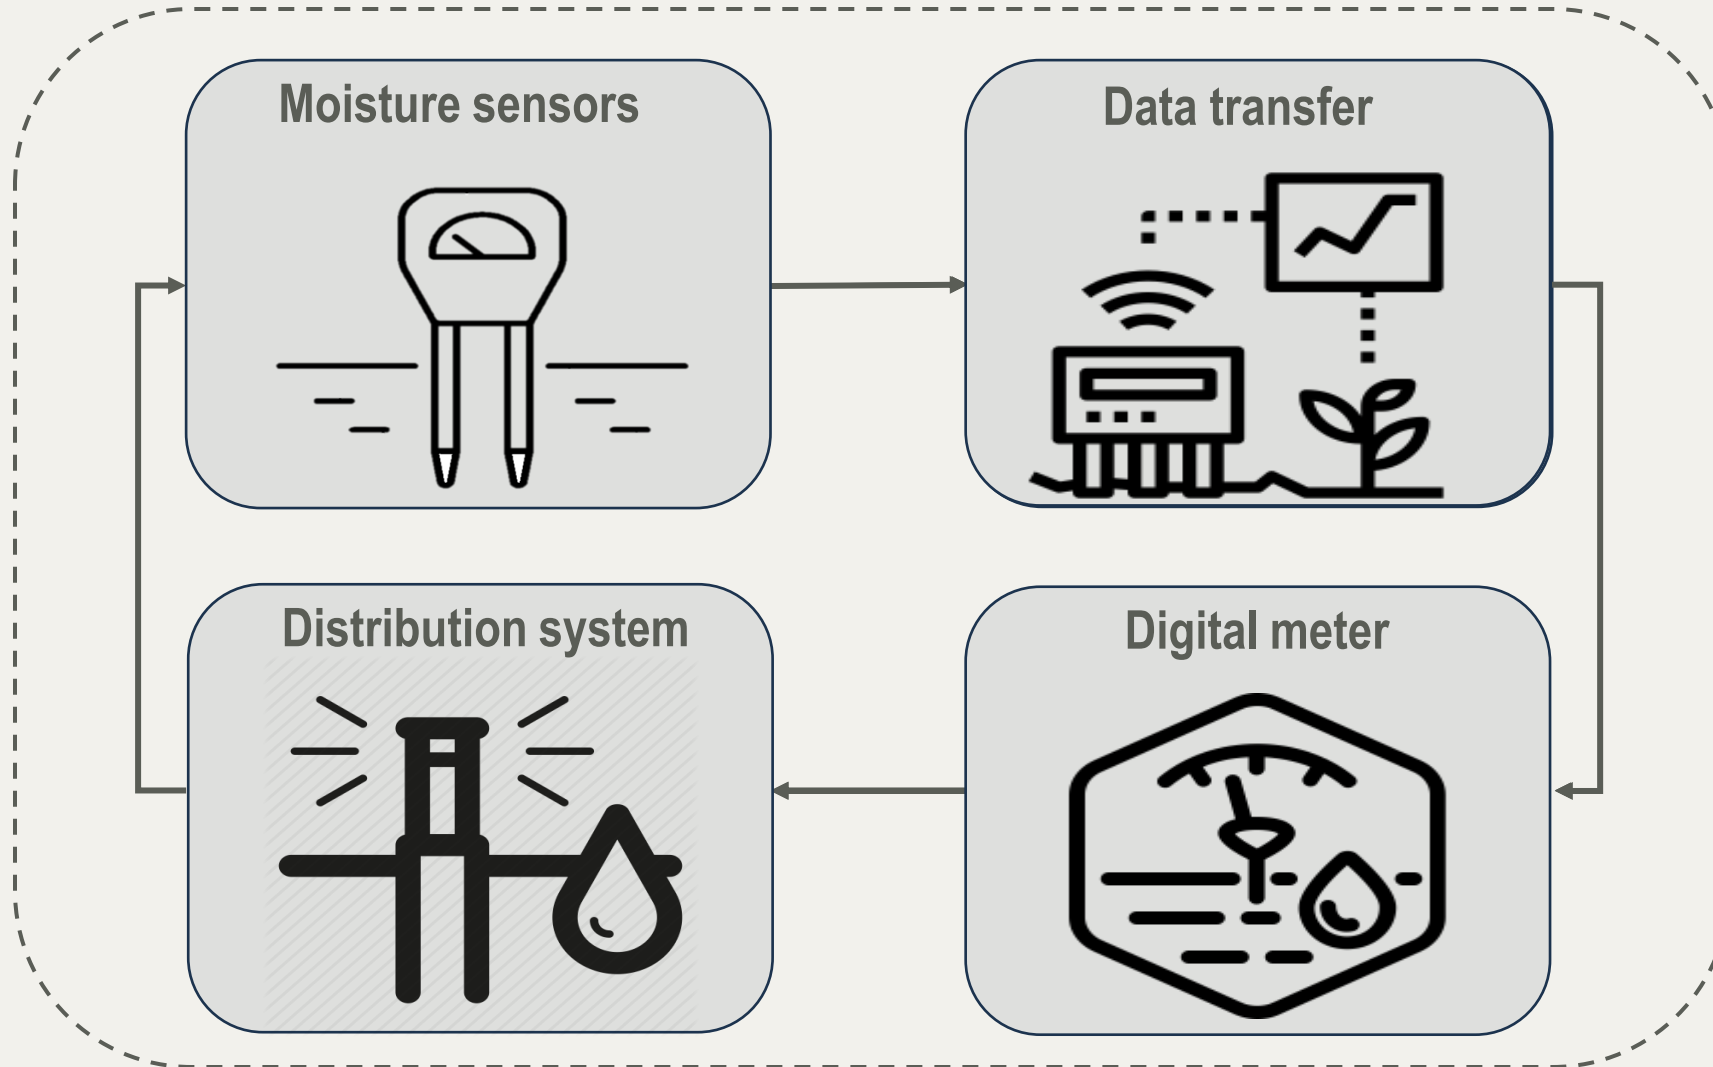 Moisture sensors
Data transfer
Distribution system
Digital meter